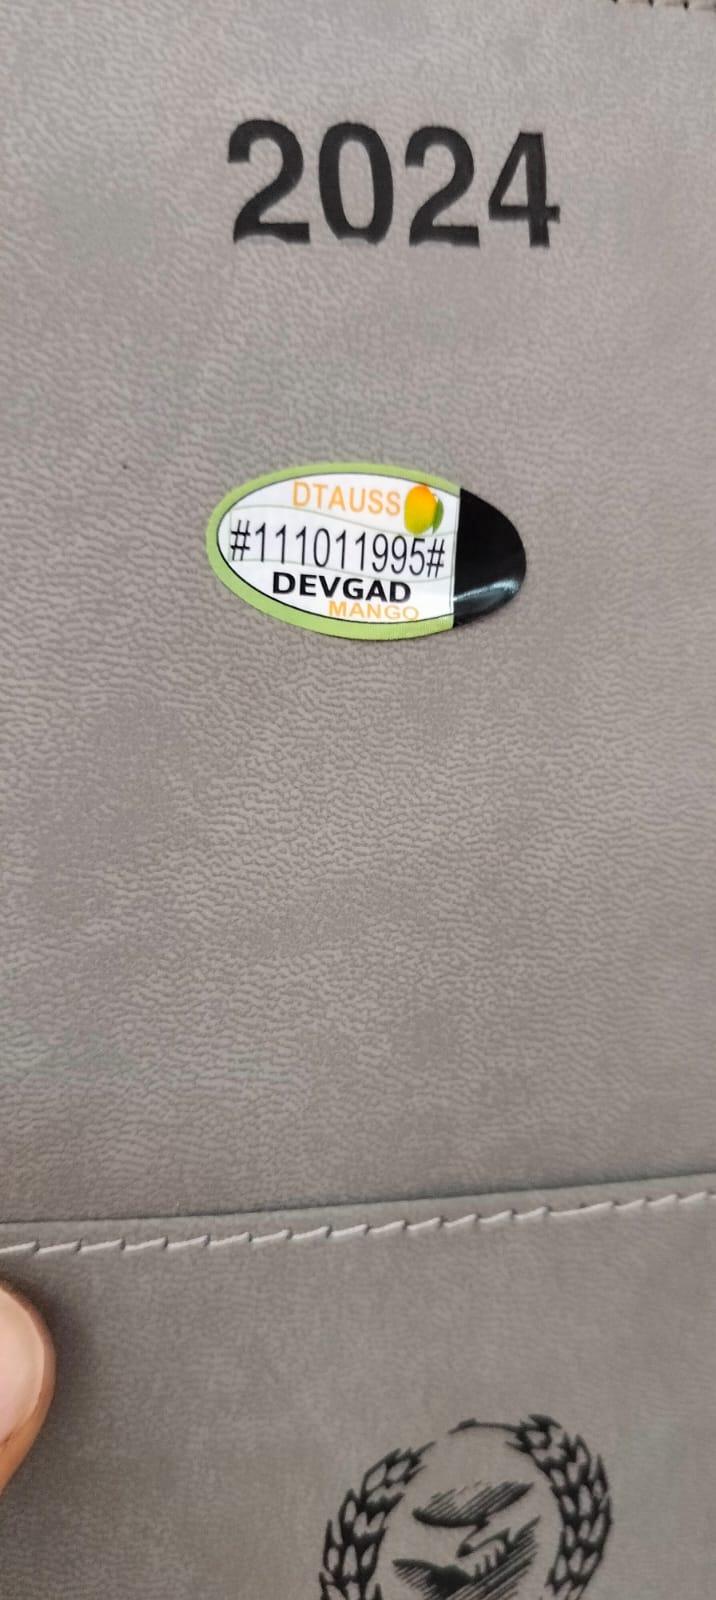 2024
DTAUSS
#111011995#
DEVGAD
MANGO